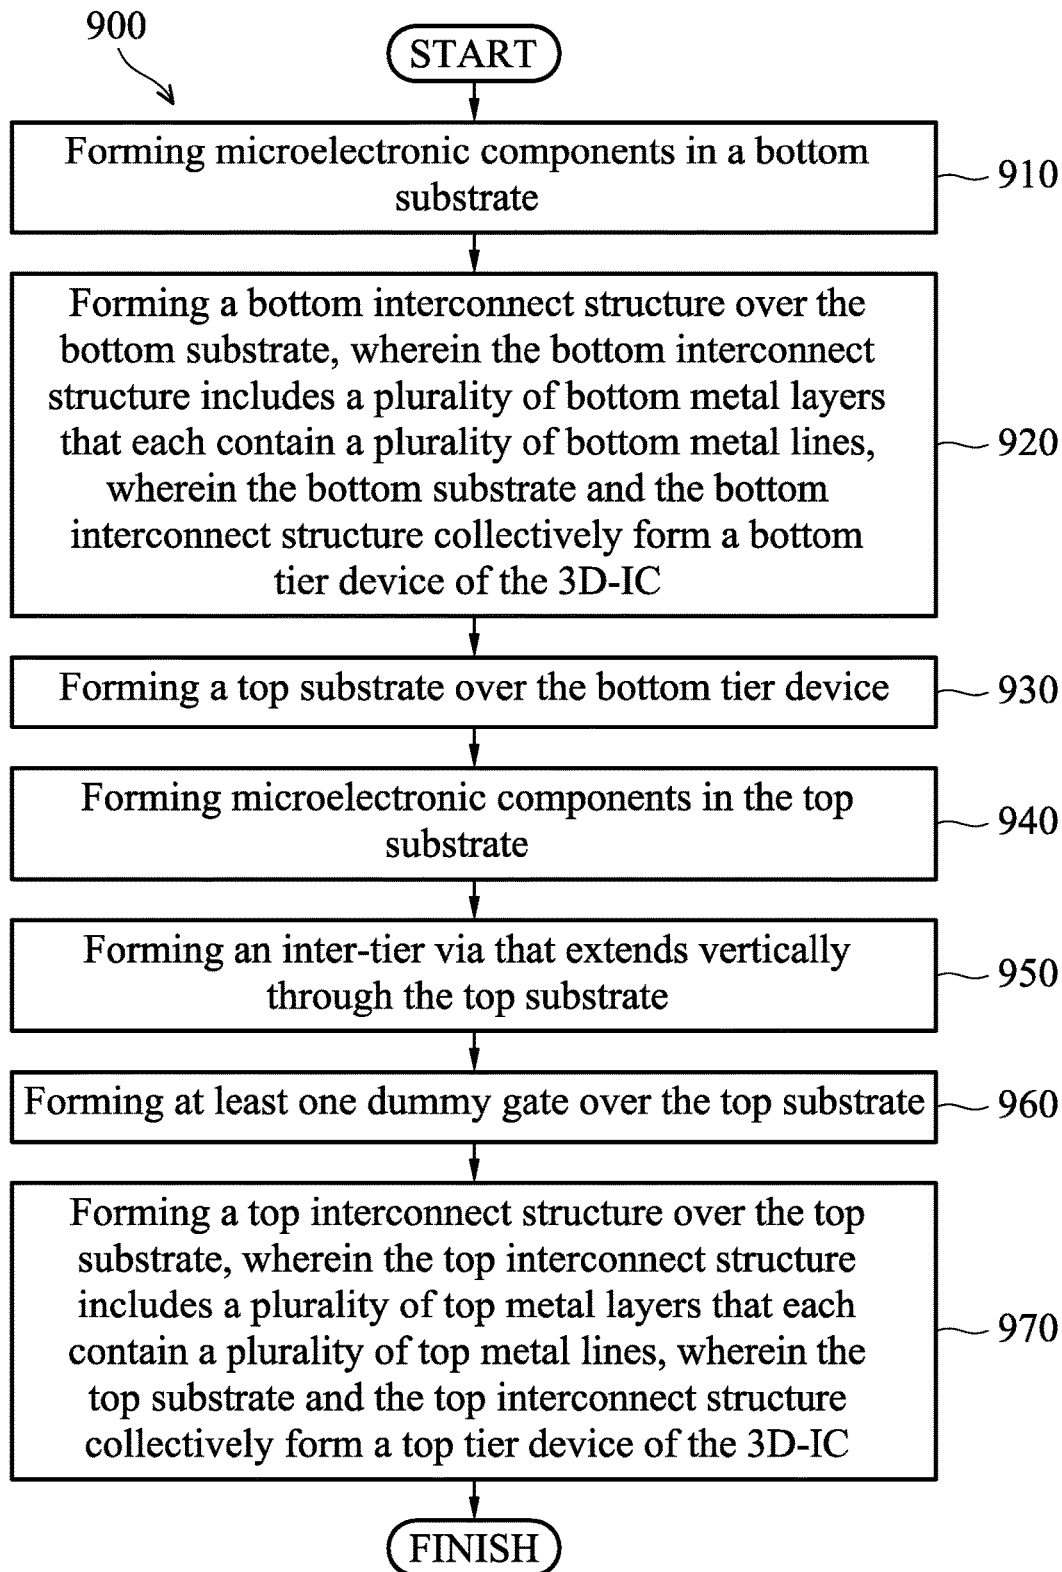 900
START
Forming microelectronic components in a bottom
substrate
910
Forming a bottom interconnect structure over the
bottom substrate, wherein the bottom interconnect
structure includes a plurality of bottom metal layers
that each contain a plurality of bottom metal lines,
wherein the bottom substrate and the bottom
interconnect structure collectively form a bottom
tier device of the 3D-IC
920
Forming a top substrate over the bottom tier device
930
Forming microelectronic components in the top
substrate
940
Forming an inter-tier via that extends vertically
through the top substrate
950
Forming at least one dummy gate over the top substrate
960
Forming a top interconnect structure over the top
substrate, wherein the top interconnect structure
includes a plurality of top metal layers that each
contain a plurality of top metal lines, wherein the
top substrate and the top interconnect structure
collectively form a top tier device of the 3D-IC
970
FINISH